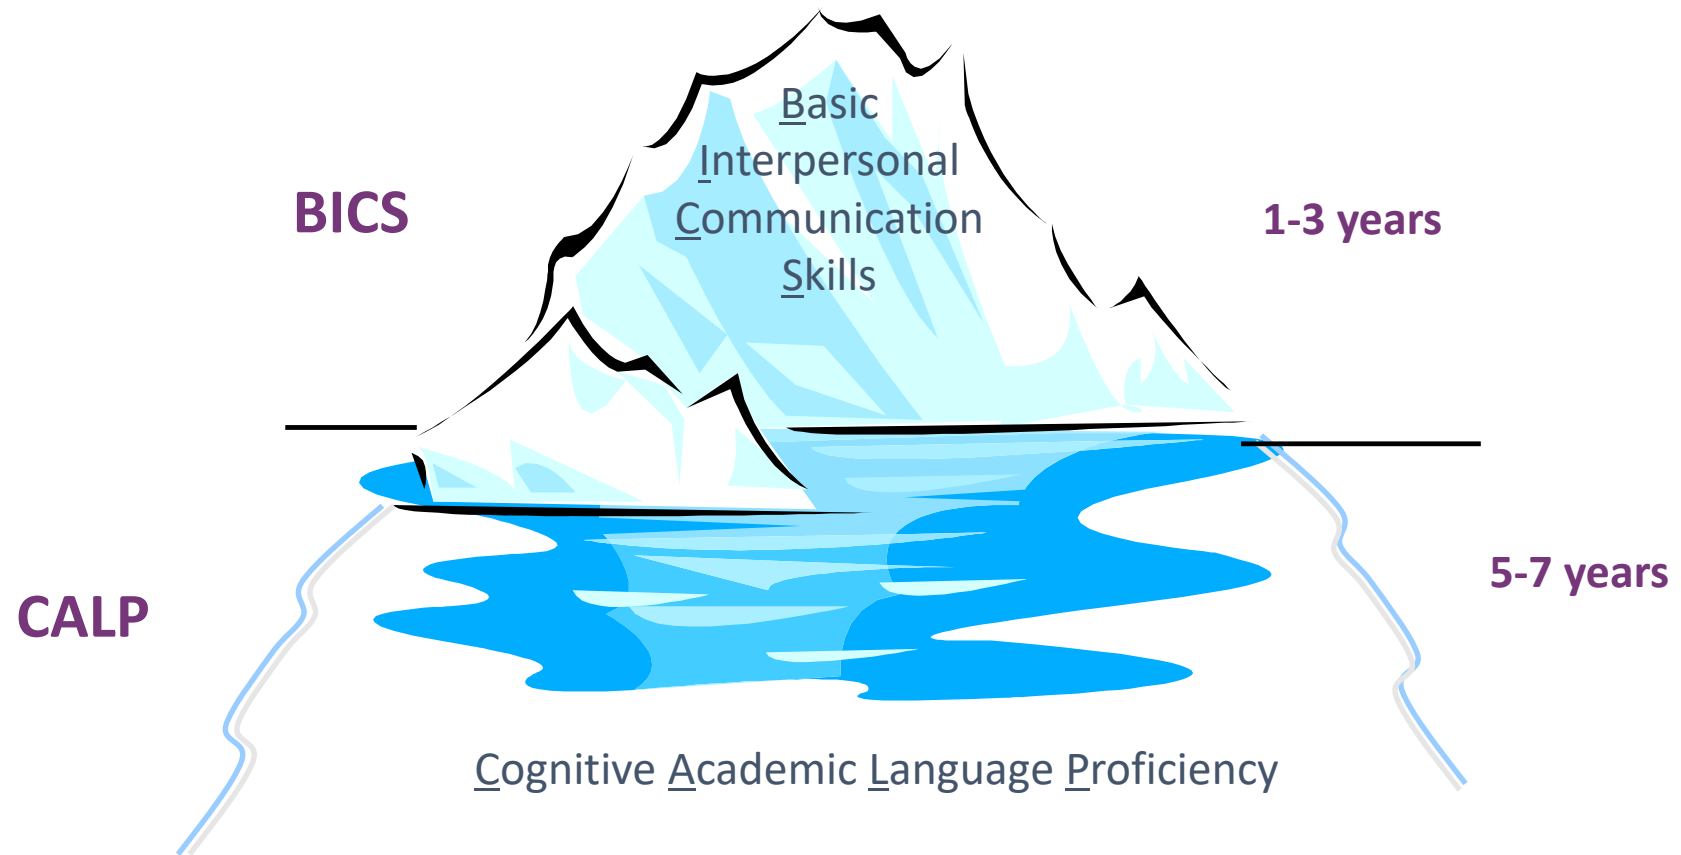 Basic
Interpersonal
BICS
Communication
1-3 years
Skills
5-7 years
CALP
Cognitive Academic Language Proficiency